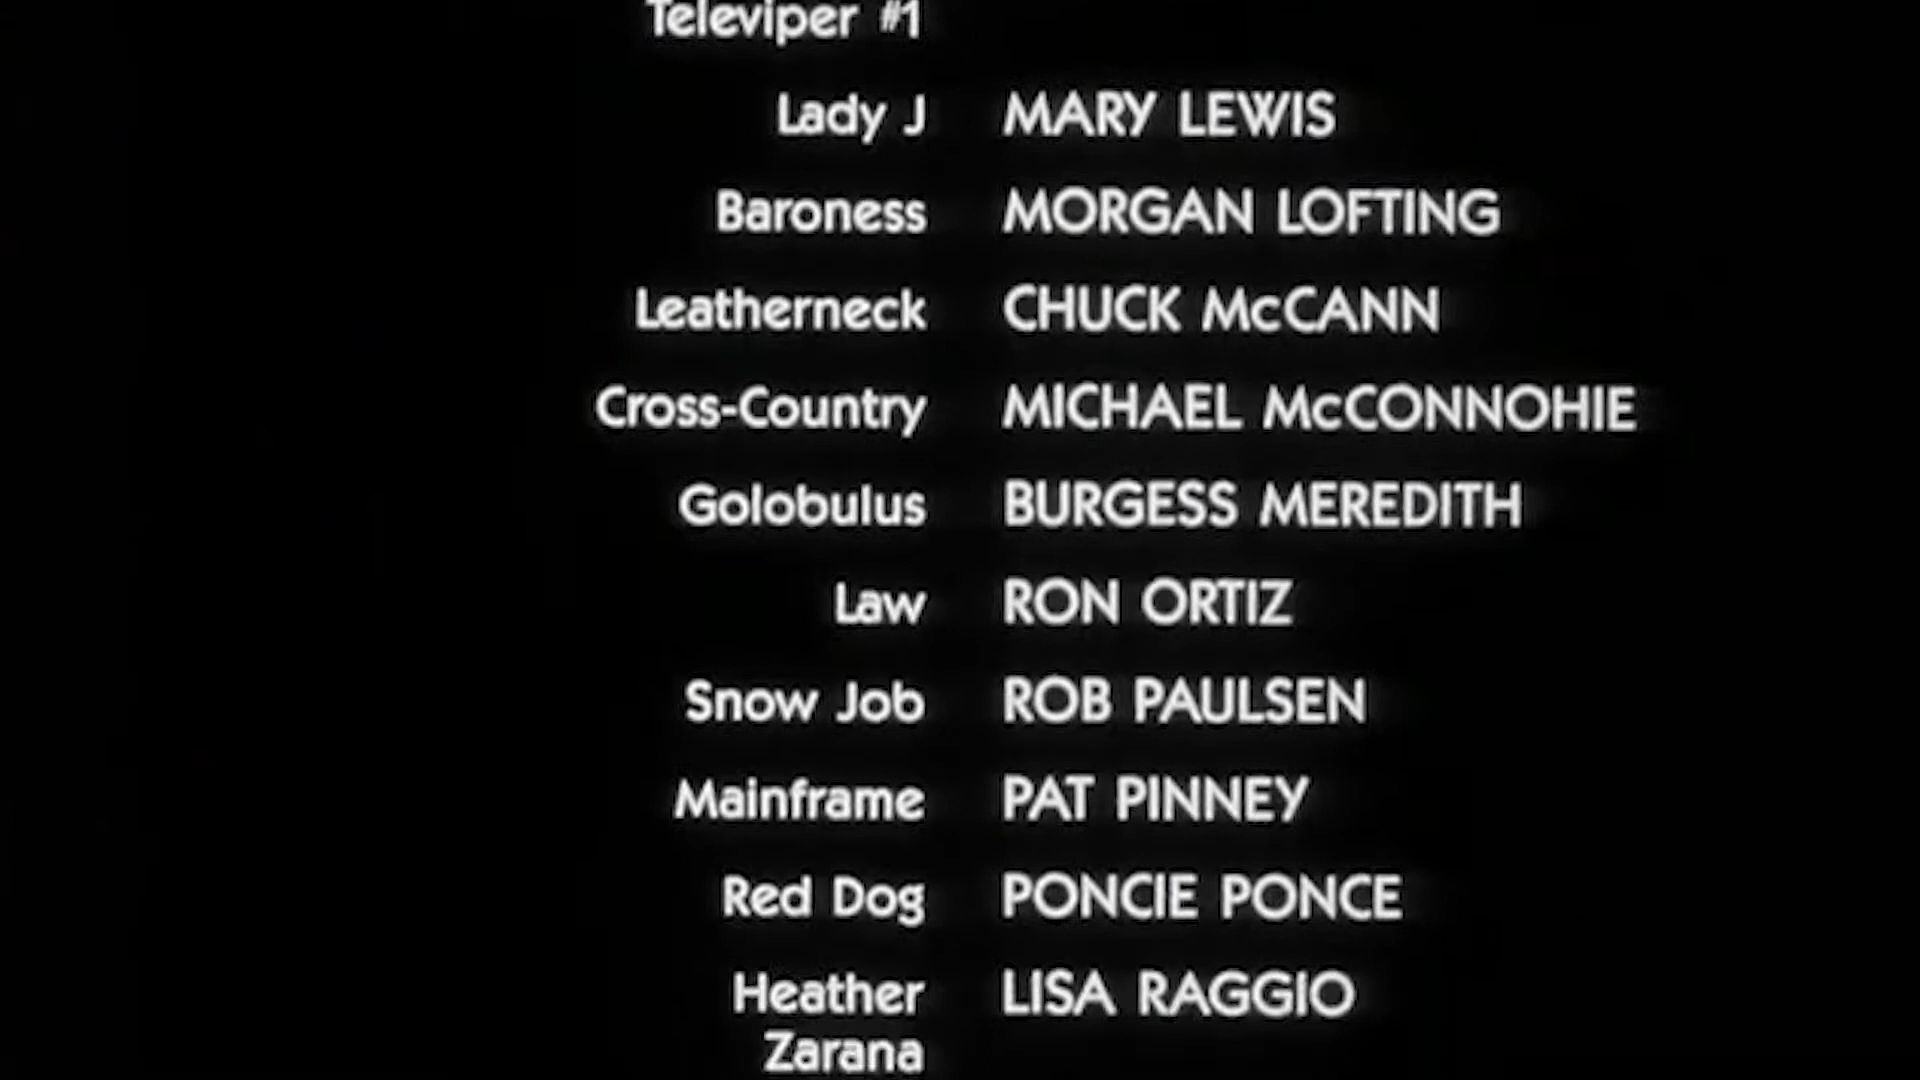 Televiper #1
Lady J MARY LEWIS
Baroness MORGAN LOFTING
Leatherneck CHUCK McCANN
Cross-Country MICHAEL McCONNOHIE
Golobulus BURGESS MEREDITH
Law RON ORTIZ
Snow Job ROB PAULSEN
Mainframe PAT PINNEY
Red Dog PONCIE PONCE
Heather LISA RAGGIO
Zarana